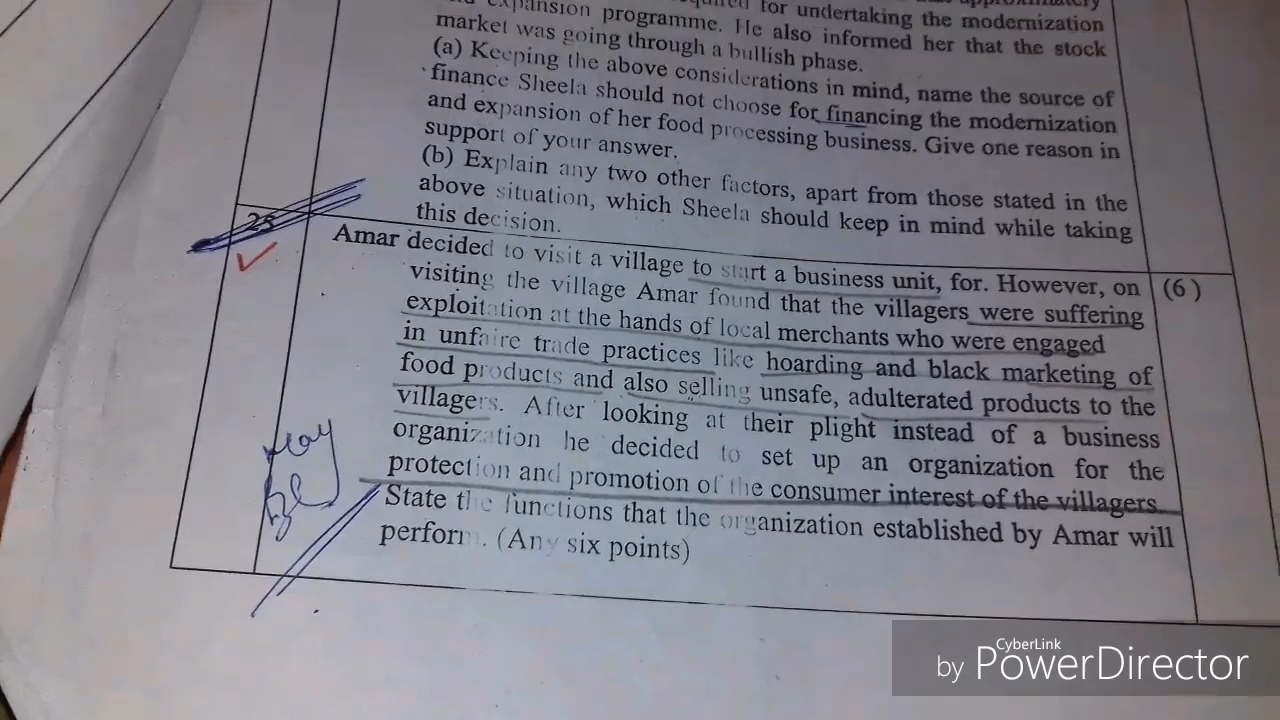 for undertaking the modernization
expansion programme. He also informed her that the stock
market was going through a bullish phase.
(a) Keeping the above considerations in mind, name the source of
finance Sheela should not choose for financing the modernization
and expansion of her food processing business. Give one reason in
support of your answer.
(b) Explain any two other factors, apart from those stated in the
above situation, which Sheela should keep in mind while taking
this decision.
25
Amar decided to visit a village to start a business unit, for. However, on (6)
visiting the village Amar found that the villagers were suffering
exploitation at the hands of local merchants who were engaged
in unfaire trade practices like hoarding and black marketing of
food products and also selling unsafe, adulterated products to the
villagers. After looking at their plight instead of a business
organization he decided to set up an organization for the
protection and promotion of the consumer interest of the villagers.
State the functions that the organization established by Amar will
perform. (Any six points)
May
be
CyberLink
by PowerDirector